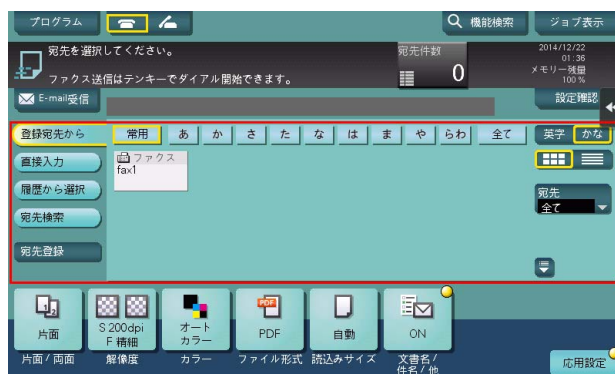 プログラム
機能検索
ジョブ表示
宛先を選択してください。
ファクス送信はテンキーでダイアル開始できます。
宛先件数
0
2014/12/22
01:36
メモリー残量
100 %
E-mail受信
設定確認
登録宛先から
常用 あ か さ た な は ま や らわ 全て
英字 かな
直接入力
ファクス
fax1
履歴から選択
宛先
全て
宛先検索
宛先登録
片面
S 200dpi
F 精細
オート
カラー
PDF
自動
ON
片面 / 両面
解像度
カラー
ファイル形式
読込みサイズ
文書名 /
件名 / 他
応用設定